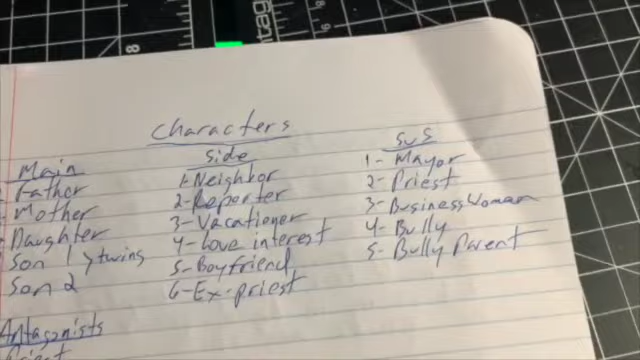 Characters
Main
Father
Mother
Daughter
Son 1 > twins
Son 2
Antagonists
Side
1-Neighbor
2-Reporter
3-Vacationer
4-Love interest
5-Boyfriend
6-Ex-priest
SUS
1- Mayor
2- Priest
3-Business Woman
4- Bully
5- Bully Parent